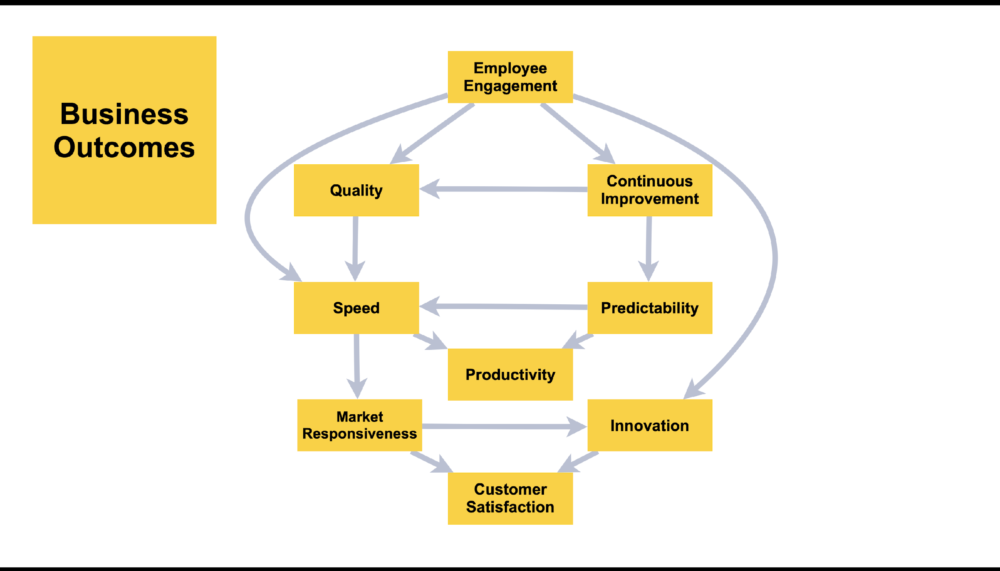 Business
Outcomes
Employee
Engagement
Quality
Continuous
Improvement
Speed
Predictability
Productivity
Market
Responsiveness
Innovation
Customer
Satisfaction